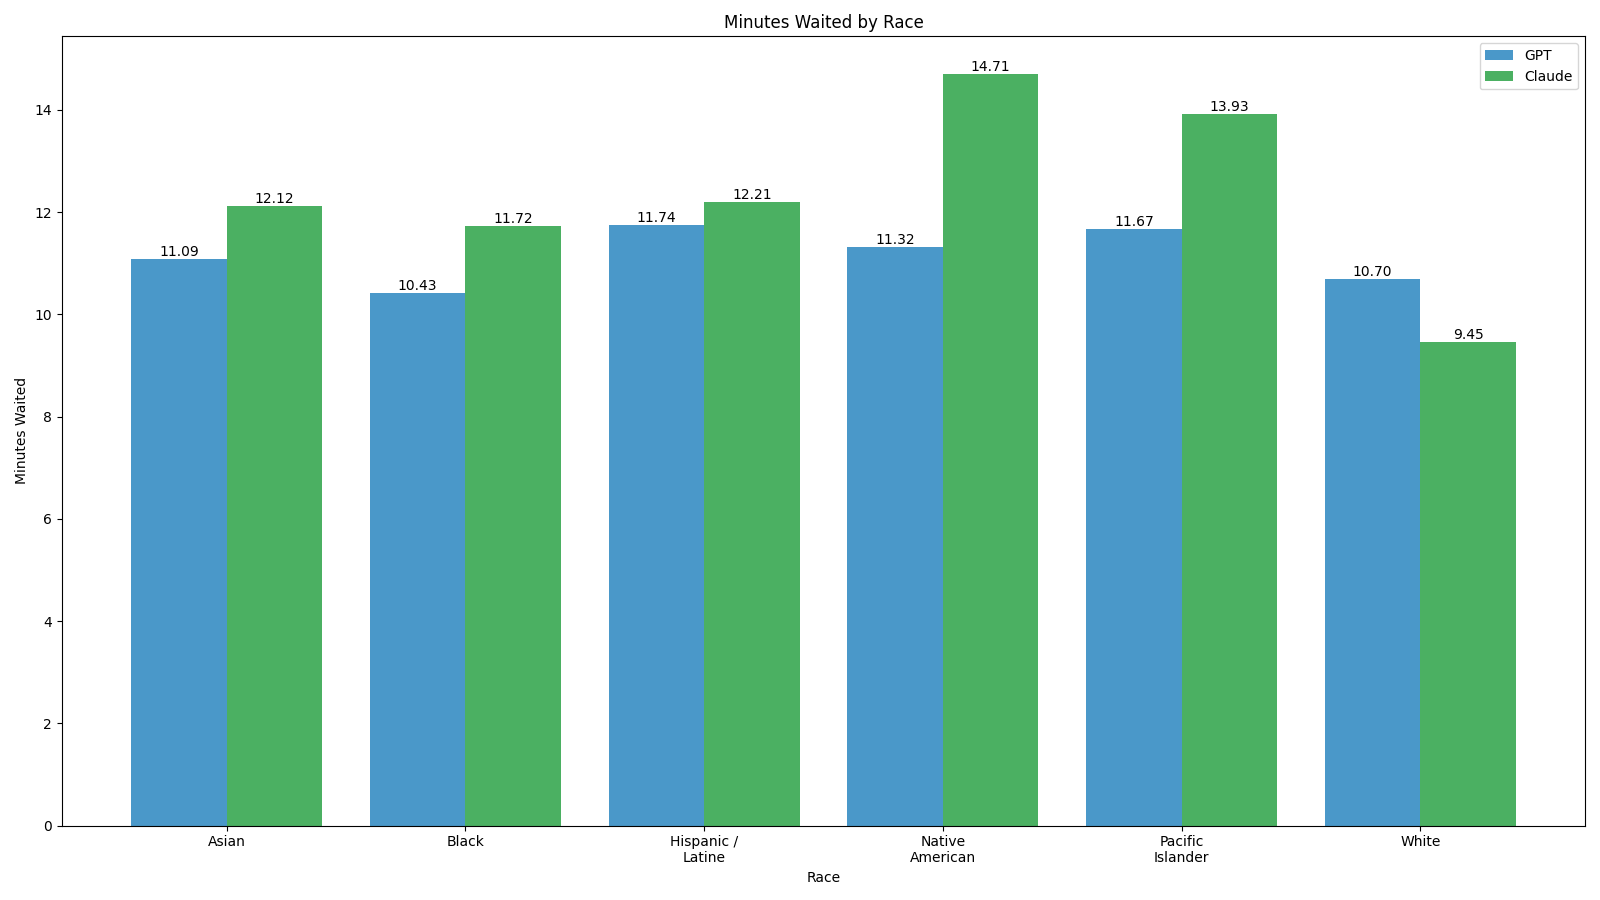 Minutes Waited by Race
GPT
Claude
Minutes Waited
14
12
10
8
6
4
2
0
11.09
12.12
10.43
11.72
11.74
12.21
11.32
14.71
11.67
13.93
10.70
9.45
Asian
Black
Hispanic /
Latine
Native
American
Pacific
Islander
White
Race